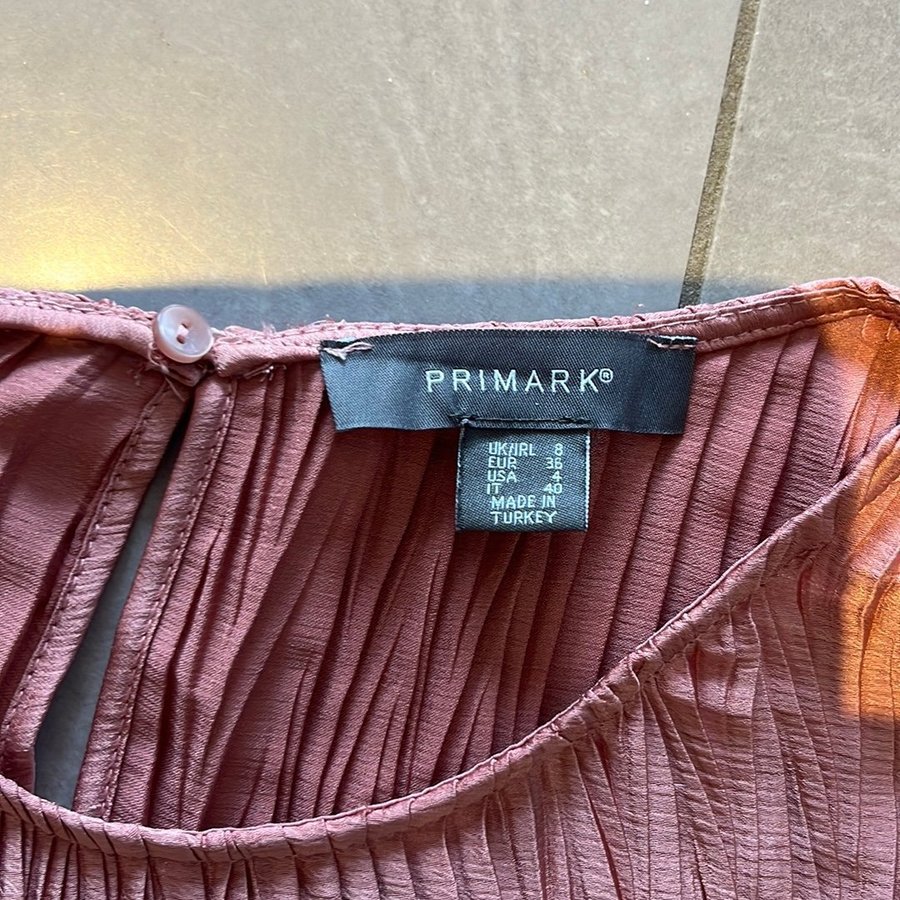 PRIMARK®
UK/IRL 8
EUR 36
USA 4
IT 40
MADE IN
TURKEY